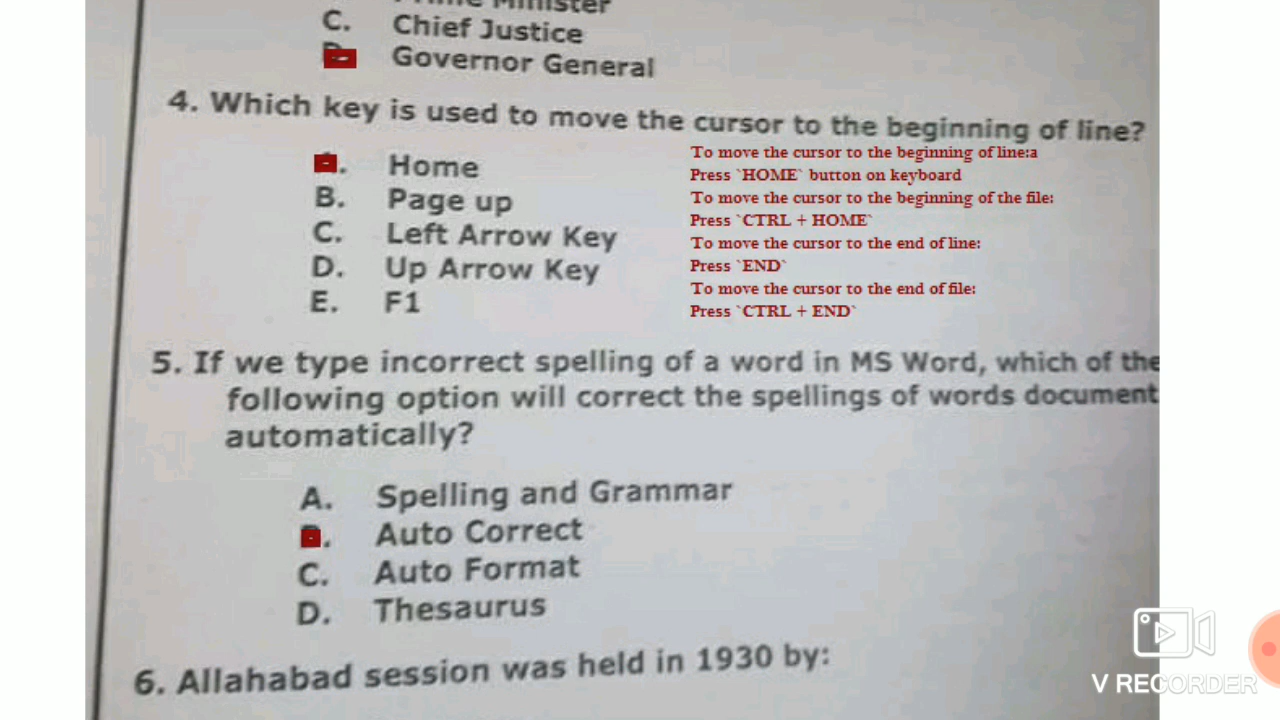 Minister
C. Chief Justice
Governor General
4. Which key is used to move the cursor to the beginning of line?
Home
B. Page up
C. Left Arrow Key
D. Up Arrow Key
E. F1
To move the cursor to the beginning of line:a
Press `HOME` button on keyboard
To move the cursor to the beginning of the file:
Press `CTRL + HOME`
To move the cursor to the end of line:
Press `END`
To move the cursor to the end of file:
Press `CTRL + END`
5. If we type incorrect spelling of a word in MS Word, which of the
following option will correct the spellings of words document
automatically?
A. Spelling and Grammar
Auto Correct
C. Auto Format
D. Thesaurus
6. Allahabad session was held in 1930 by:
V RECORDER